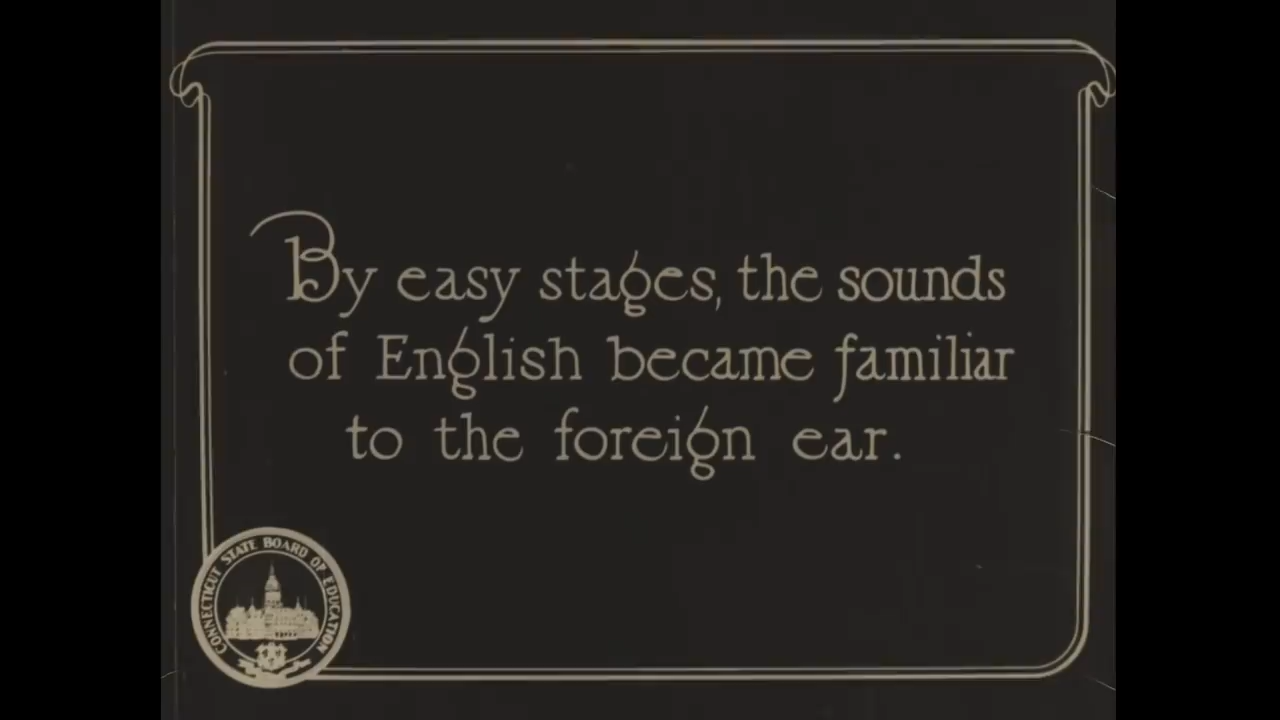 By easy stages, the sounds
of English became familiar
to the foreign ear.
CONNECTICUT STATE BOARD OF EDUCATION